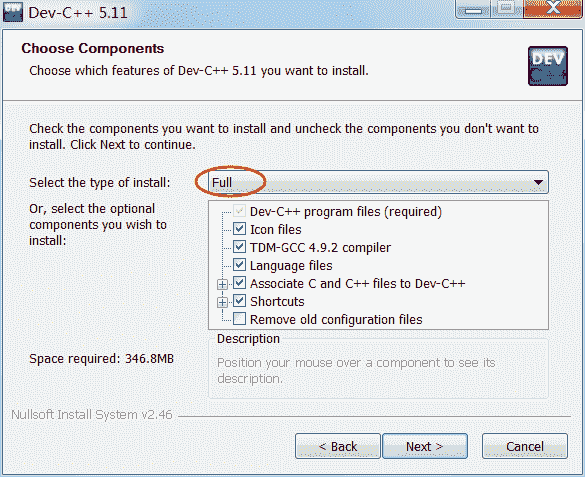 Dev-C++ 5.11
Choose Components
Choose which features of Dev-C++ 5.11 you want to install.
DEV
C++
Check the components you want to install and uncheck the components you don't want to
install. Click Next to continue.
Select the type of install:
Full
Or, select the optional
components you wish to
install:
Dev-C++ program files (required)
Icon files
TDM-GCC 4.9.2 compiler
Language files
Associate C and C++ files to Dev-C++
Shortcuts
Remove old configuration files
Space required: 346.8MB
Description
Position your mouse over a component to see its
description.
Nullsoft Install System v2.46
< Back
Next >
Cancel